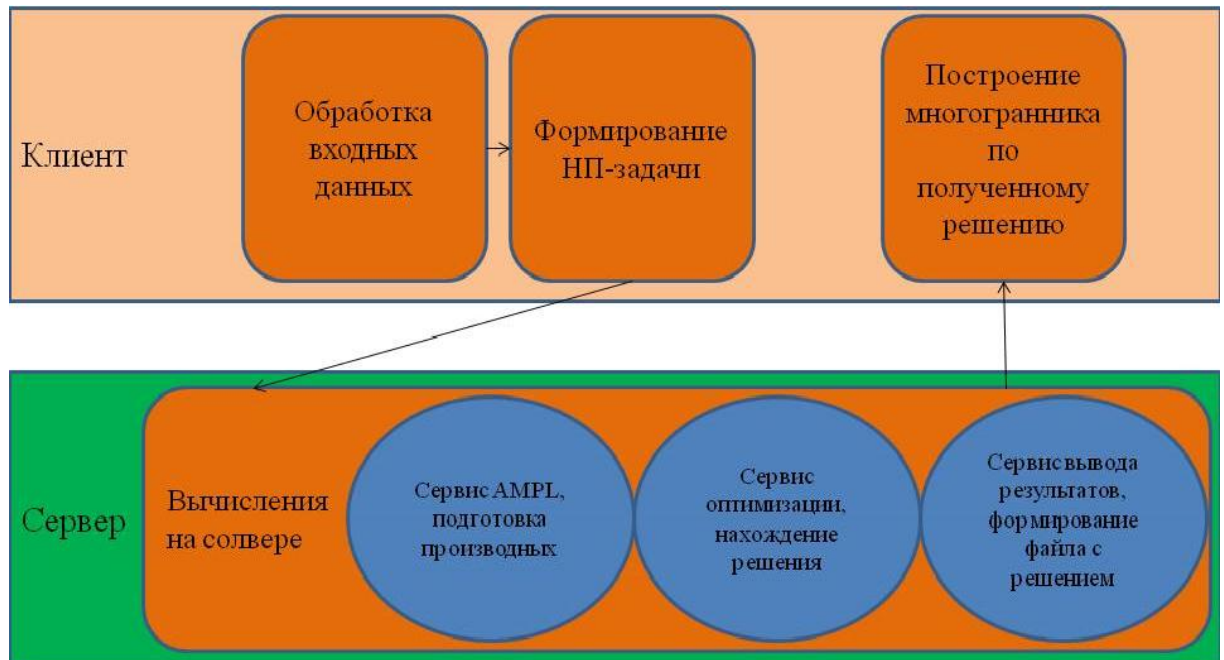 Клиент
Обработка
входных
данных
Формирование
НП-задачи
Построение
многогранника
по
полученному
решению
Сервер
Вычисления
на солвере
Сервис AMPL,
подготовка
производных
Сервис
оптимизации,
нахождение
решения
Сервис вывода
результатов,
формирование
файла с
решением